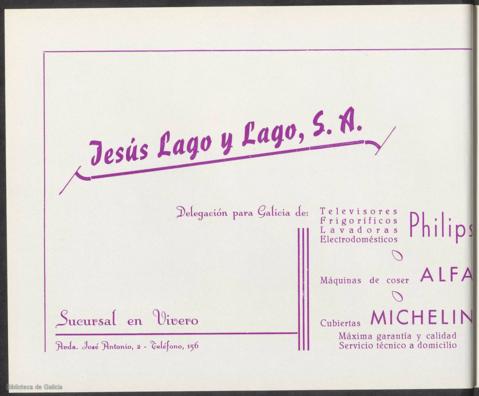 Jesús Lago y Lago, S. A.
Delegación para Galicia de:
Televisores
Frigoríficos
Lavadoras
Electrodomésticos
Philips
Máquinas de coser ALFA
Cubiertas MICHELIN
Máxima garantía y calidad
Servicio técnico a domicilio
Sucursal en Vivero
Avda. José Antonio, 2 - Teléfono, 156
Biblioteca de Galicia